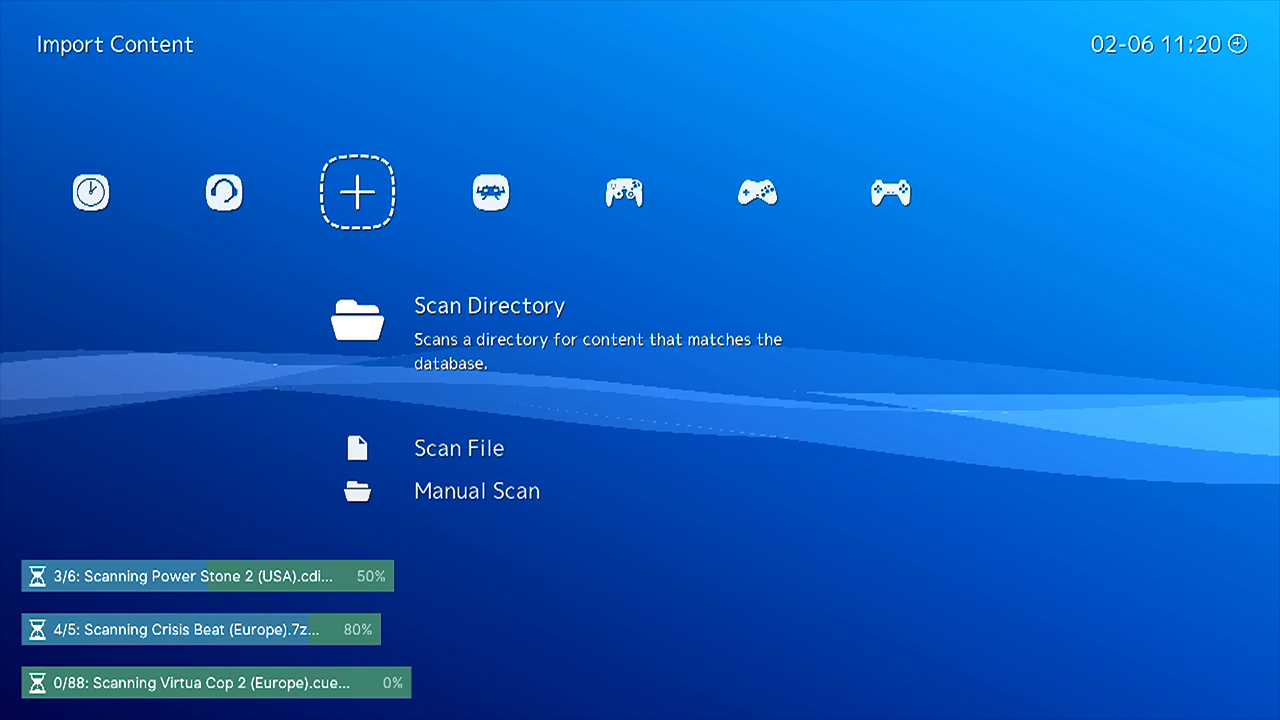 Import Content
02-06 11:20
Scan Directory
Scans a directory for content that matches the
database.
Scan File
Manual Scan
3/6: Scanning Power Stone 2 (USA).cdi... 50%
4/5: Scanning Crisis Beat (Europe).7z... 80%
0/88: Scanning Virtua Cop 2 (Europe).cue... 0%